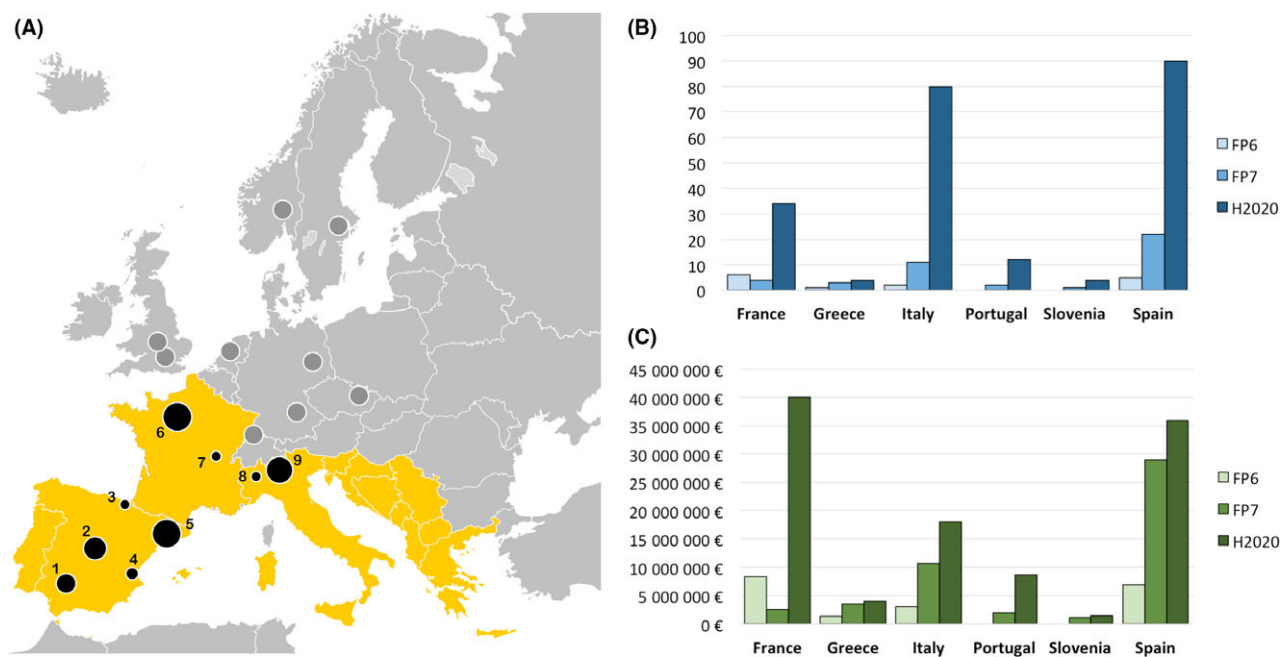 (A)
6
7
8
9
3
5
2
4
1
(B)
100
90
80
70
60
50
40
30
20
10
0
France Greece Italy Portugal Slovenia Spain
FP6
FP7
H2020
(C)
45 000 000 €
40 000 000 €
35 000 000 €
30 000 000 €
25 000 000 €
20 000 000 €
15 000 000 €
10 000 000 €
5 000 000 €
0 €
France Greece Italy Portugal Slovenia Spain
FP6
FP7
H2020